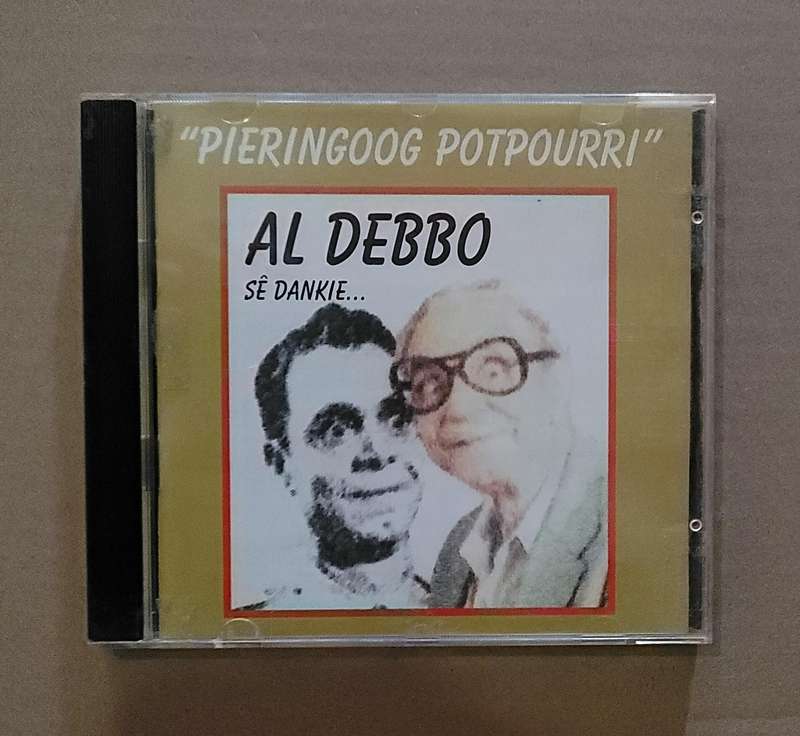 “PIERINGOOG POTPOURRI”
AL DEBBO
SÊ DANKIE...